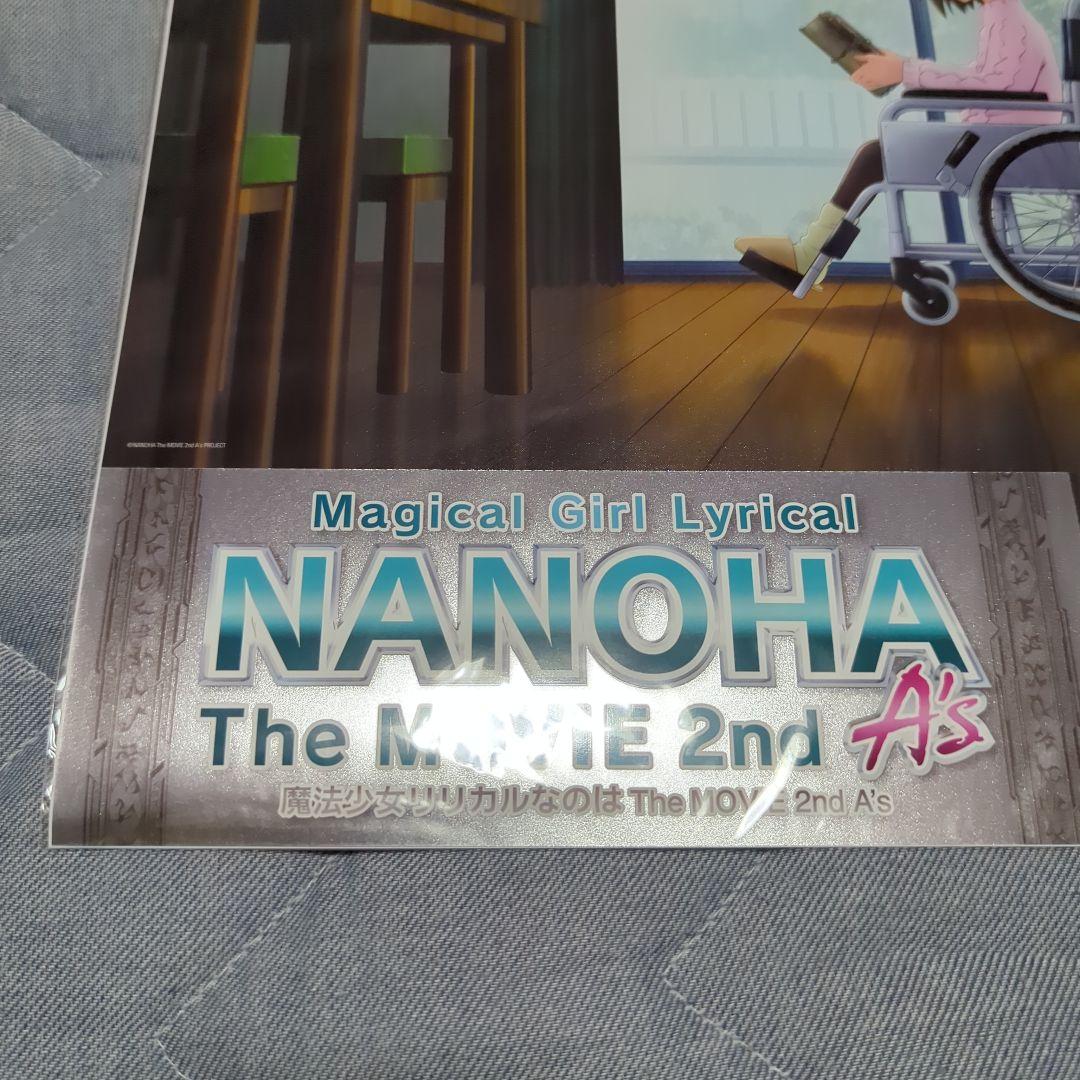 ©NANOHA The MOVIE 2nd A's PROJECT
Magical Girl Lyrical
NANOHA
The MOVIE 2nd A's
魔法少女リリカルなのは The MOVIE 2nd A's